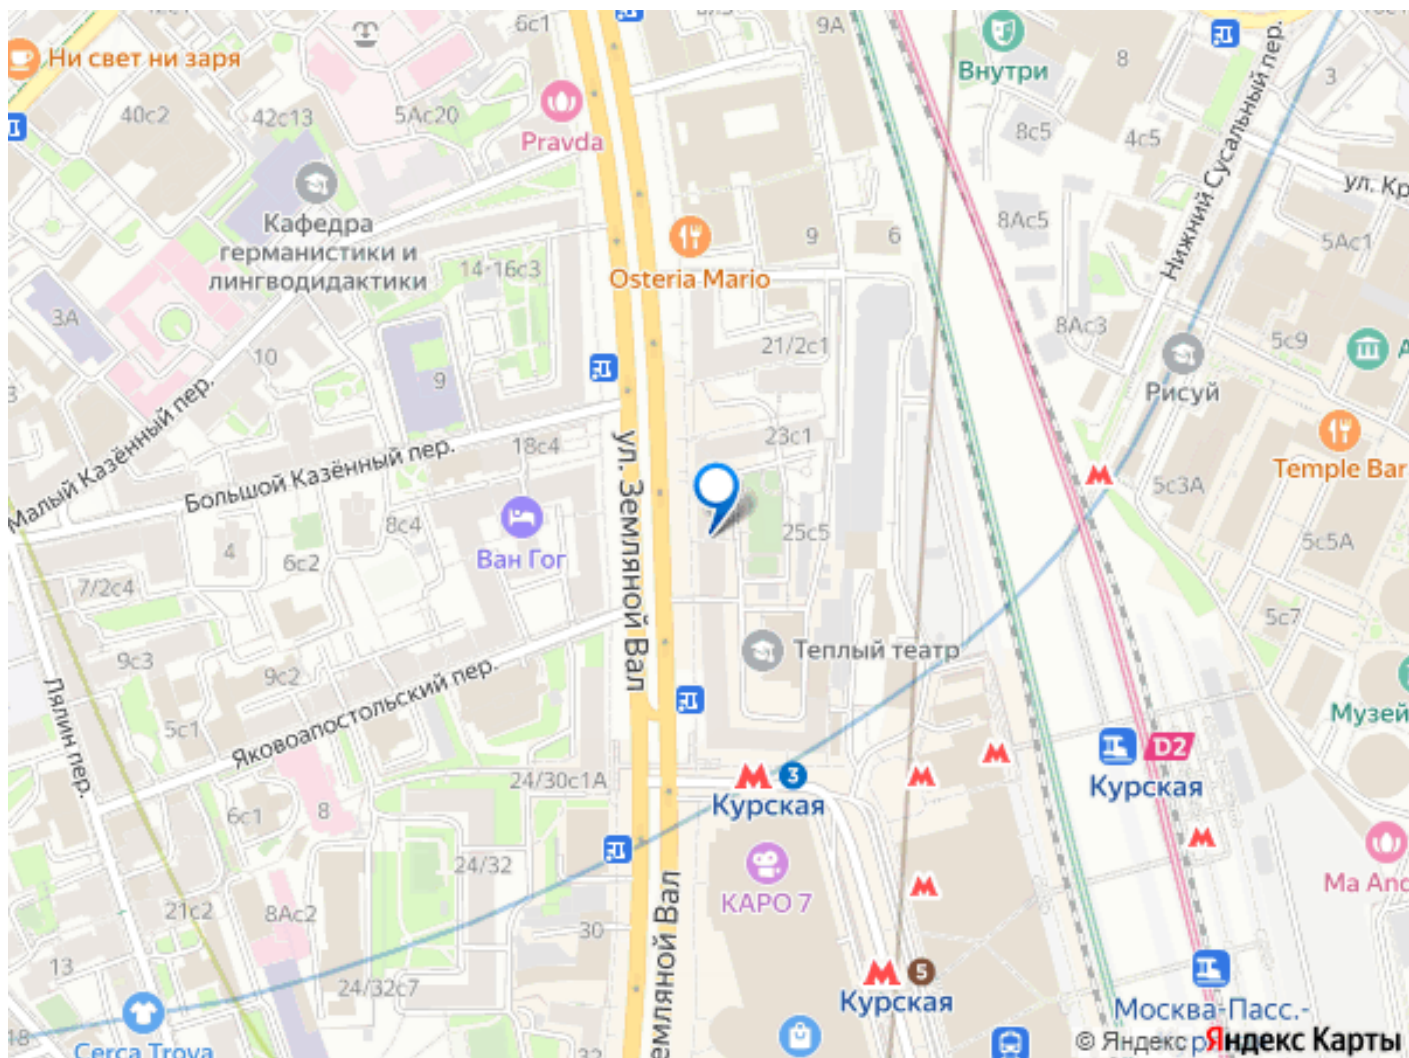 6с1
9А
Ни свет ни заря
Внутри
8
3
40с2
42с13
5Ас20
Pravda
8с5
4с5
Нижний Сусальный пер.
ул. Кр
Кафедра
германистики и
лингводидактики
14-16с3
Osteria Mario
9
6
8Ас5
5Ас1
3А
10
9
21/2с1
8Ас3
5с9
Рисуй
Малый Казённый пер.
Большой Казённый пер.
18с4
ул. Земляной Вал
23с1
Temple Bar
5с3А
8с4
4
6с2
Ван Гог
25с5
5с5А
7/2с4
5с7
9с3
9с2
Теплый театр
Лялин пер.
5с1
Яковоапостольский пер.
Музей
D2
Курская
24/30с1А
3
Курская
6с1
8
24/32
КАРО 7
Ma And
21с2
8Ас2
Земляной Вал
30
13
24/32с7
5
Курская
Москва-Пасс.-
18
Cerca Trova
32
© Яндекс
Яндекс Карты